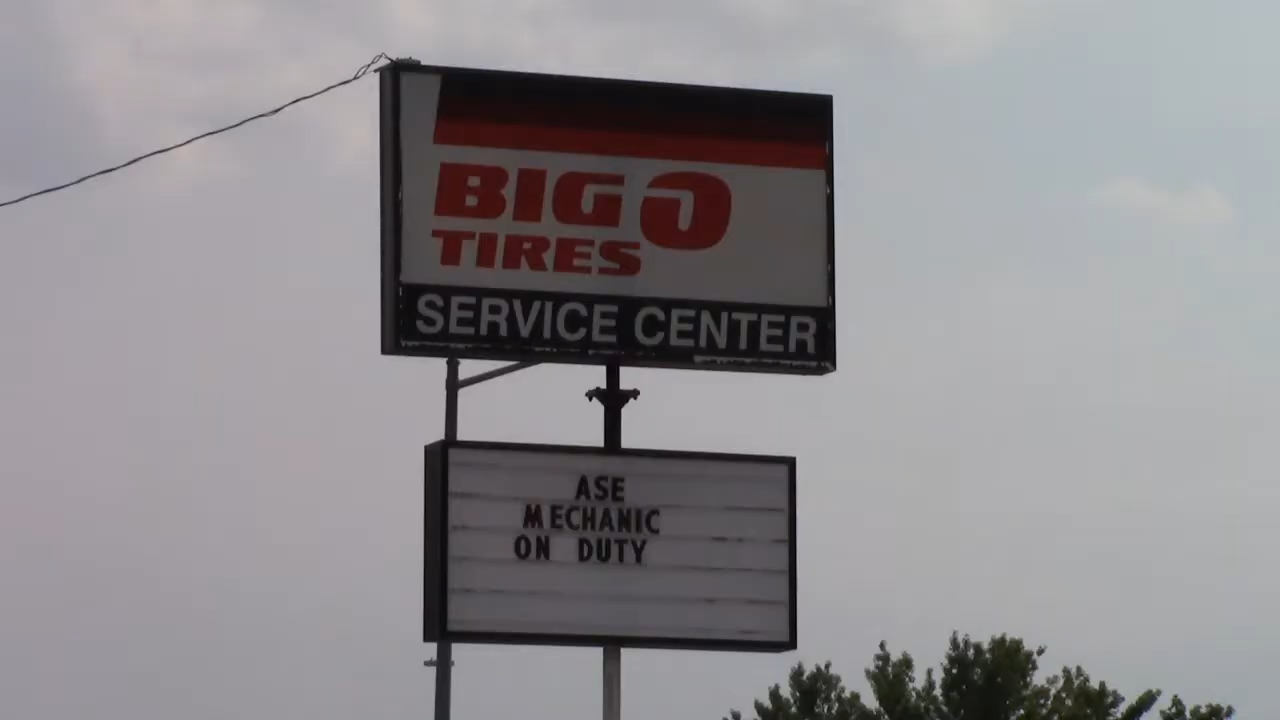 BIG O
TIRES
SERVICE CENTER
ASE
MECHANIC
ON DUTY